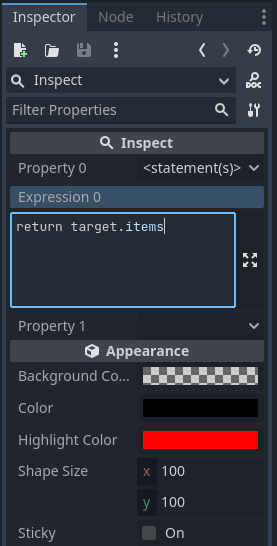 Inspector Node History
Inspect
DOC
Filter Properties
Inspect
Property 0 <statement(s)>
Expression 0
return target.items
Property 1
Appearance
Background Co...
Color
Highlight Color
Shape Size x 100
y 100
Sticky On